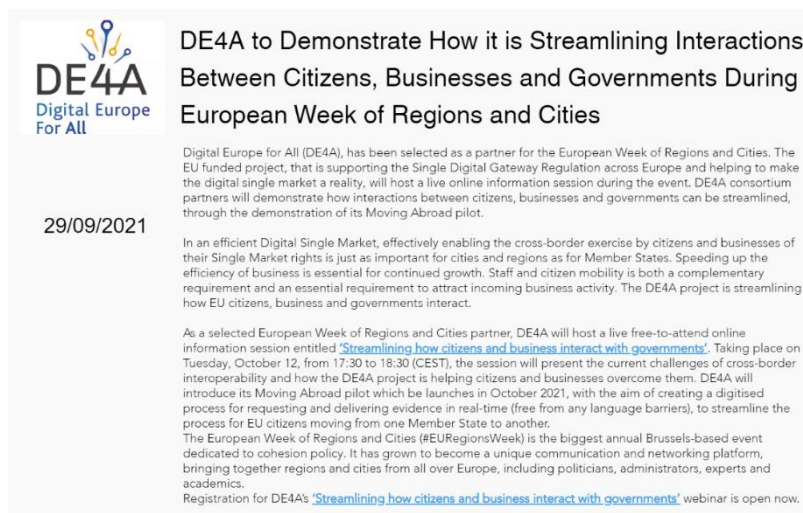 DE4A
Digital Europe
For All
29/09/2021
DE4A to Demonstrate How it is Streamlining Interactions
Between Citizens, Businesses and Governments During
European Week of Regions and Cities
Digital Europe for All (DE4A), has been selected as a partner for the European Week of Regions and Cities. The
EU funded project, that is supporting the Single Digital Gateway Regulation across Europe and helping to make
the digital single market a reality, will host a live online information session during the event. DE4A consortium
partners will demonstrate how interactions between citizens, businesses and governments can be streamlined,
through the demonstration of its Moving Abroad pilot.
In an efficient Digital Single Market, effectively enabling the cross-border exercise by citizens and businesses of
their Single Market rights is just as important for cities and regions as for Member States. Speeding up the
efficiency of business is essential for continued growth. Staff and citizen mobility is both a complementary
requirement and an essential requirement to attract incoming business activity. The DE4A project is streamlining
how EU citizens, business and governments interact.
As a selected European Week of Regions and Cities partner, DE4A will host a live free-to-attend online
information session entitled ‘Streamlining how citizens and business interact with governments’. Taking place on
Tuesday, October 12, from 17:30 to 18:30 (CEST), the session will present the current challenges of cross-border
interoperability and how the DE4A project is helping citizens and businesses overcome them. DE4A will
introduce its Moving Abroad pilot which be launches in October 2021, with the aim of creating a digitised
process for requesting and delivering evidence in real-time (free from any language barriers), to streamline the
process for EU citizens moving from one Member State to another.
The European Week of Regions and Cities (#EURegionsWeek) is the biggest annual Brussels-based event
dedicated to cohesion policy. It has grown to become a unique communication and networking platform,
bringing together regions and cities from all over Europe, including politicians, administrators, experts and
academics.
Registration for DE4A’s ‘Streamlining how citizens and business interact with governments’ webinar is open now.